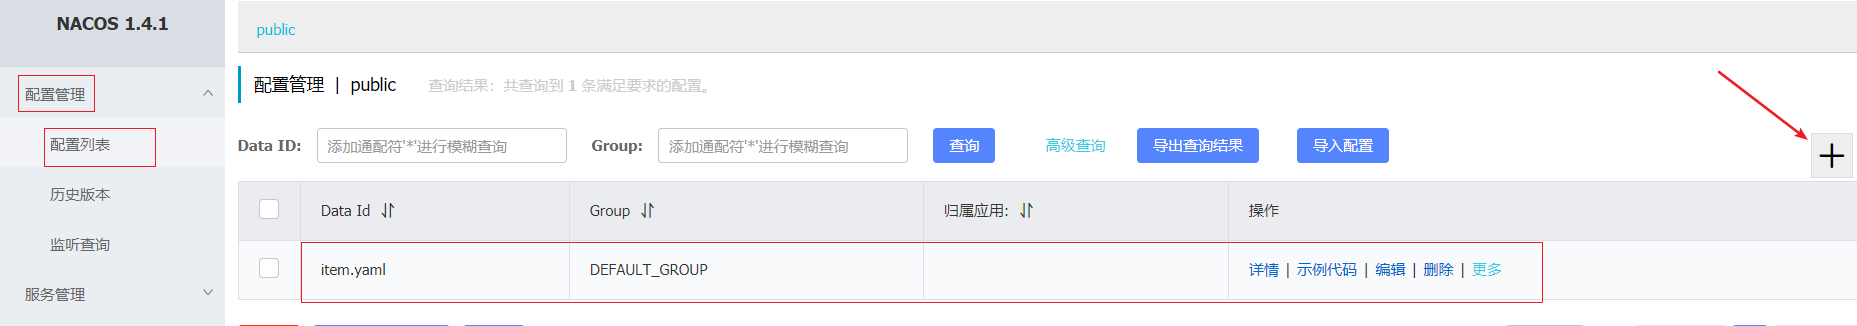 NACOS 1.4.1
public
配置管理
配置列表
历史版本
监听查询
服务管理
配置管理 | public 查询结果：共查询到 1 条满足要求的配置。
Data ID: 添加通配符'*'进行模糊查询 Group: 添加通配符'*'进行模糊查询 查询 高级查询 导出查询结果 导入配置
Data Id Group 归属应用: 操作
item.yaml DEFAULT_GROUP 详情 | 示例代码 | 编辑 | 删除 | 更多